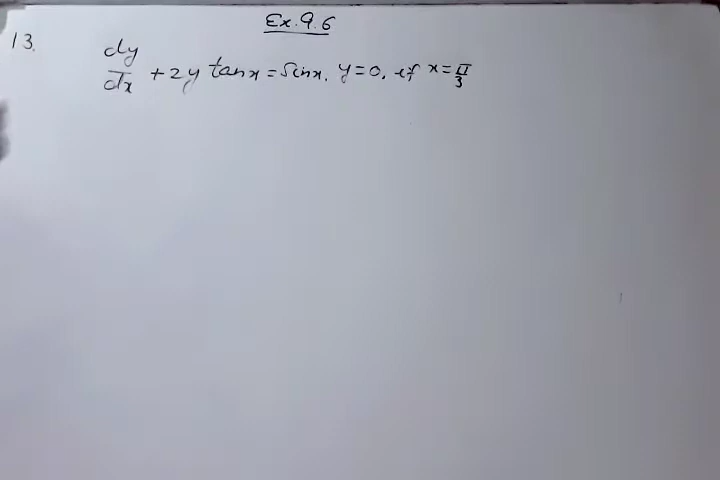 Ex. 9.6
13. dy/dx + 2y tanx = Sinx. y=0, if x=π/3